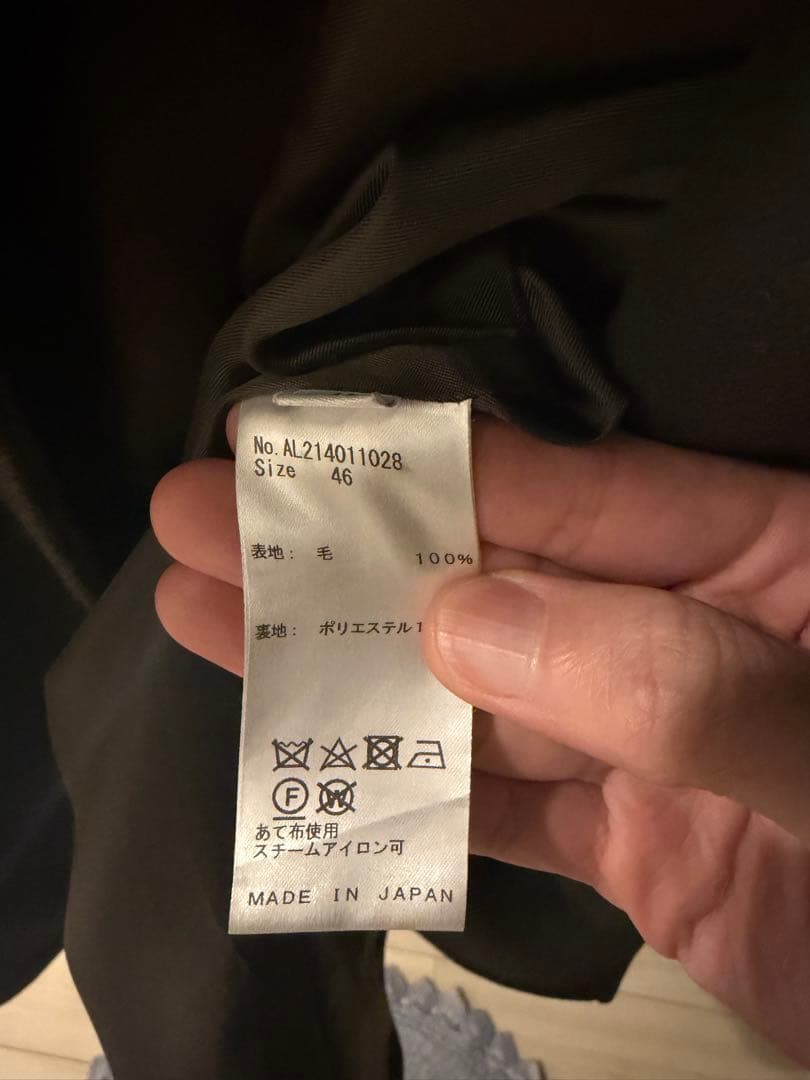 No. AL214011028
Size 46
表地： 毛 100%
裏地： ポリエステル
F
W
あて布使用
スチームアイロン可
MADE IN JAPAN